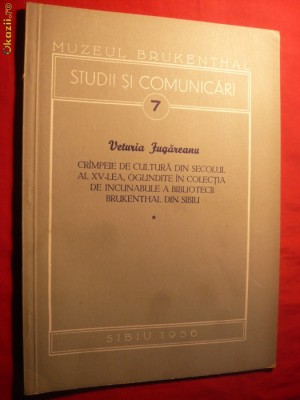 Okazii.ro
MUZEUL BRUKENTHAL
STUDII ȘI COMUNICĂRI
7
Veturia Jugăreanu
CRÎMPEIE DE CULTURĂ DIN SECOLUL
AL XV-LEA, OGLINDITE ÎN COLECȚIA
DE INCUNABULE A BIBLIOTECII
BRUKENTHAL DIN SIBIU
SIBIU 1956